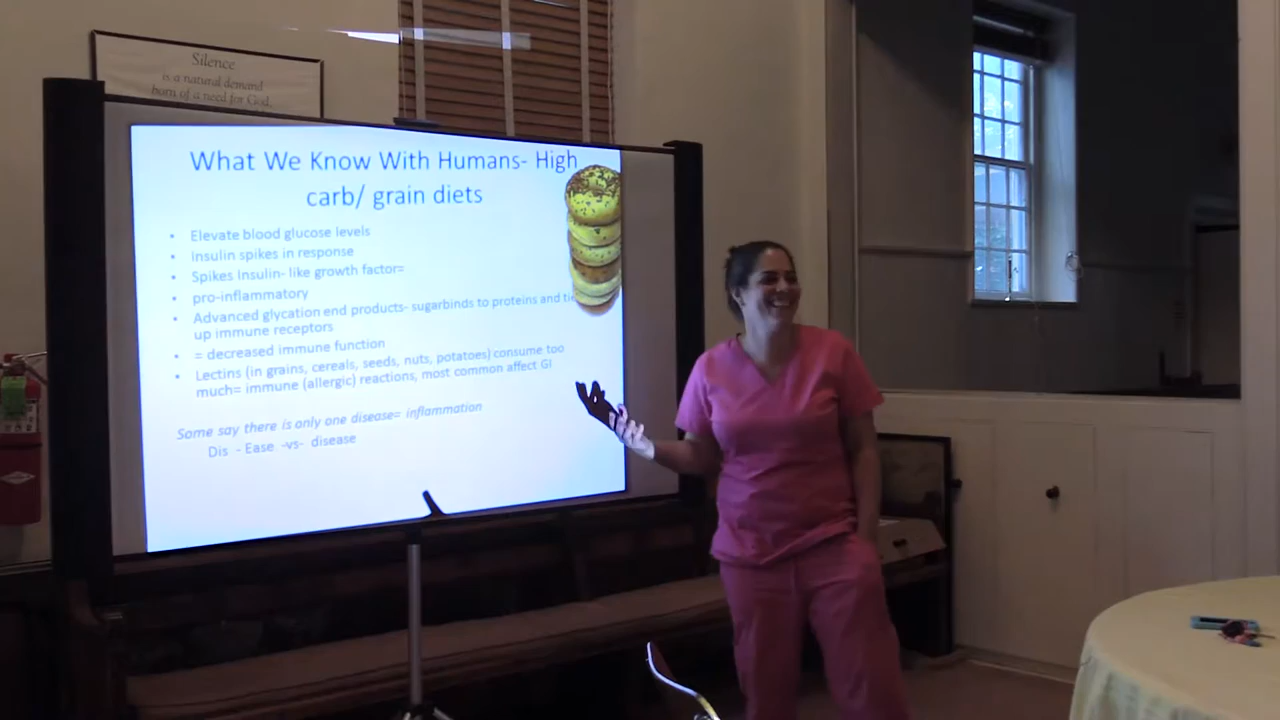 Silence
is a natural demand
born of a need for God,
What We Know With Humans- High
carb/ grain diets
• Elevate blood glucose levels
• Insulin spikes in response
• Spikes Insulin- like growth factor=
• pro-inflammatory
• Advanced glycation end products- sugarbinds to proteins and tie
up immune receptors
• = decreased immune function
• Lectins (in grains, cereals, seeds, nuts, potatoes) consume too
much= immune (allergic) reactions, most common affect GI
Some say there is only one disease= inflammation
Dis - Ease -vs- disease